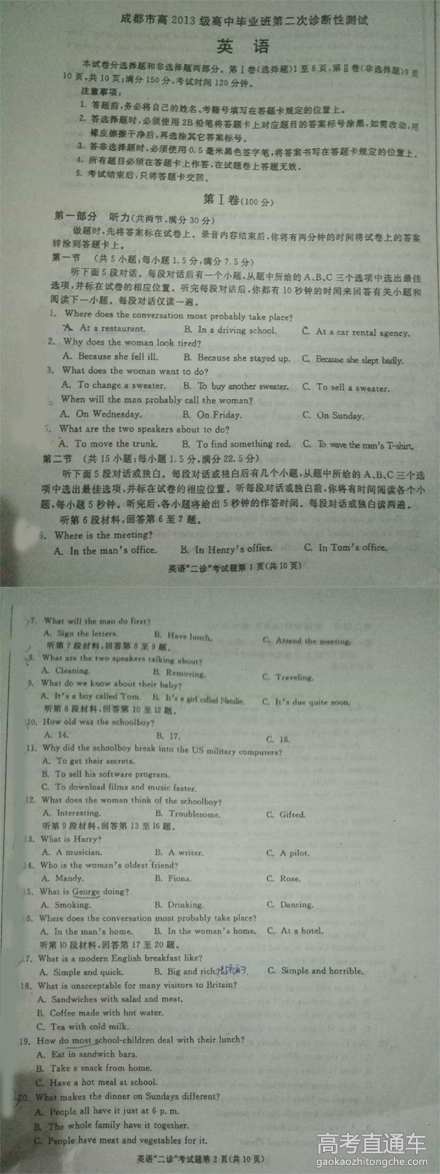 成都市高2013级高中毕业班第二次诊断性测试
英 语
本试卷分选择题和非选择题两部分。第Ⅰ卷(选择题)1至8页,第Ⅱ卷(非选择题)9至
10页,共10页;满分150分,考试时间120分钟。
注意事项:
1. 答题前,务必将自己的姓名、考籍号填写在答题卡规定的位置上。
2. 答选择题时,必须使用2B铅笔将答题卡上对应题目的答案标号涂黑,如需改动,用
橡皮擦擦干净后,再选涂其它答案标号。
3. 答非选择题时,必须使用0.5毫米黑色签字笔,将答案书写在答题卡规定的位置上。
4. 所有题目必须在答题卡上作答,在试题卷上答题无效。
5. 考试结束后,只将答题卡交回。
第Ⅰ卷(100分)
第一部分 听力(共两节,满分30分)
做题时,先将答案标在试卷上。录音内容结束后,你将有两分钟的时间将试卷上的答案
转涂到答题卡上。
第一节 (共5小题;每小题1.5分,满分7.5分)
听下面5段对话。每段对话后有一个小题,从题中所给的A、B、C三个选项中选出最佳
选项,并标在试卷的相应位置。听完每段对话后,你都有10秒钟的时间来回答有关小题和
阅读下一小题。每段对话仅读一遍。
1. Where does the conversation most probably take place?
A. At a restaurant. B. In a driving school. C. At a car rental agency.
2. Why does the woman look tired?
A. Because she fell ill. B. Because she stayed up. C. Because she slept badly.
3. What does the woman want to do?
A. To change a sweater. B. To buy another sweater. C. To sell a sweater.
When will the man probably call the woman?
A. On Wednesday. B. On Friday. C. On Sunday.
5. What are the two speakers about to do?
A. To move the trunk. B. To find something red. C. To wave the man's T-shirt.
第二节 (共15小题;每小题1.5分,满分22.5分)
听下面5段对话或独白。每段对话或独白后有几个小题,从题中所给的A、B、C三个选
项中选出最佳选项,并标在试卷的相应位置。听每段对话或独白前,你将有时间阅读各个小
题,每小题5秒钟。听完后,各小题将给出5秒钟的作答时间。每段对话或独白读两遍。
听第6段材料,回答第6至7题。
6. Where is the meeting?
A. In the man's office. B. In Henry's office. C. In Tom's office.
英语"二诊"考试题第1页(共10页)
7. What will the man do first?
A. Sign the letters. B. Have lunch. C. Attend the meeting.
听第7段材料,回答第8至9题。
8. What are the two speakers talking about?
A. Cleaning. B. Removing. C. Traveling.
9. What do we know about their baby?
A. It's a boy called Tom. B. It's a girl called Natalie. C. It's due quite soon.
听第8段材料,回答第10至12题。
10. How old was the schoolboy?
A. 14. B. 17. C. 18.
11. Why did the schoolboy break into the US military computers?
A. To get their secrets.
B. To sell his software program.
C. To download films and music faster.
12. What does the woman think of the schoolboy?
A. Interesting. B. Troublesome. C. Gifted.
听第9段材料,回答第13至16题。
13. What is Harry?
A. A musician. B. A writer. C. A pilot.
14. Who is the woman's oldest friend?
A. Mandy. B. Fiona. C. Rose.
15. What is George doing?
A. Smoking. B. Drinking. C. Dancing.
16. Where does the conversation most probably take place?
A. In the man's home. B. In the woman's home. C. At a hotel.
听第10段材料,回答第17至20题。
17. What is a modern English breakfast like?
A. Simple and quick. B. Big and rich. C. Simple and horrible.
18. What is unacceptable for many visitors to Britain?
A. Sandwiches with salad and meat.
B. Coffee made with hot water.
C. Tea with cold milk.
19. How do most school-children deal with their lunch?
A. Eat in sandwich bars.
B. Take a snack from home.
C. Have a hot meal at school.
20. What makes the dinner on Sundays different?
A. People all have it just at 6 p. m.
B. The whole family have it together.
C. People have meat and vegetables for it.
英语"二诊"考试题第2页(共10页)
高考直通车
gaokaozhitongche.com